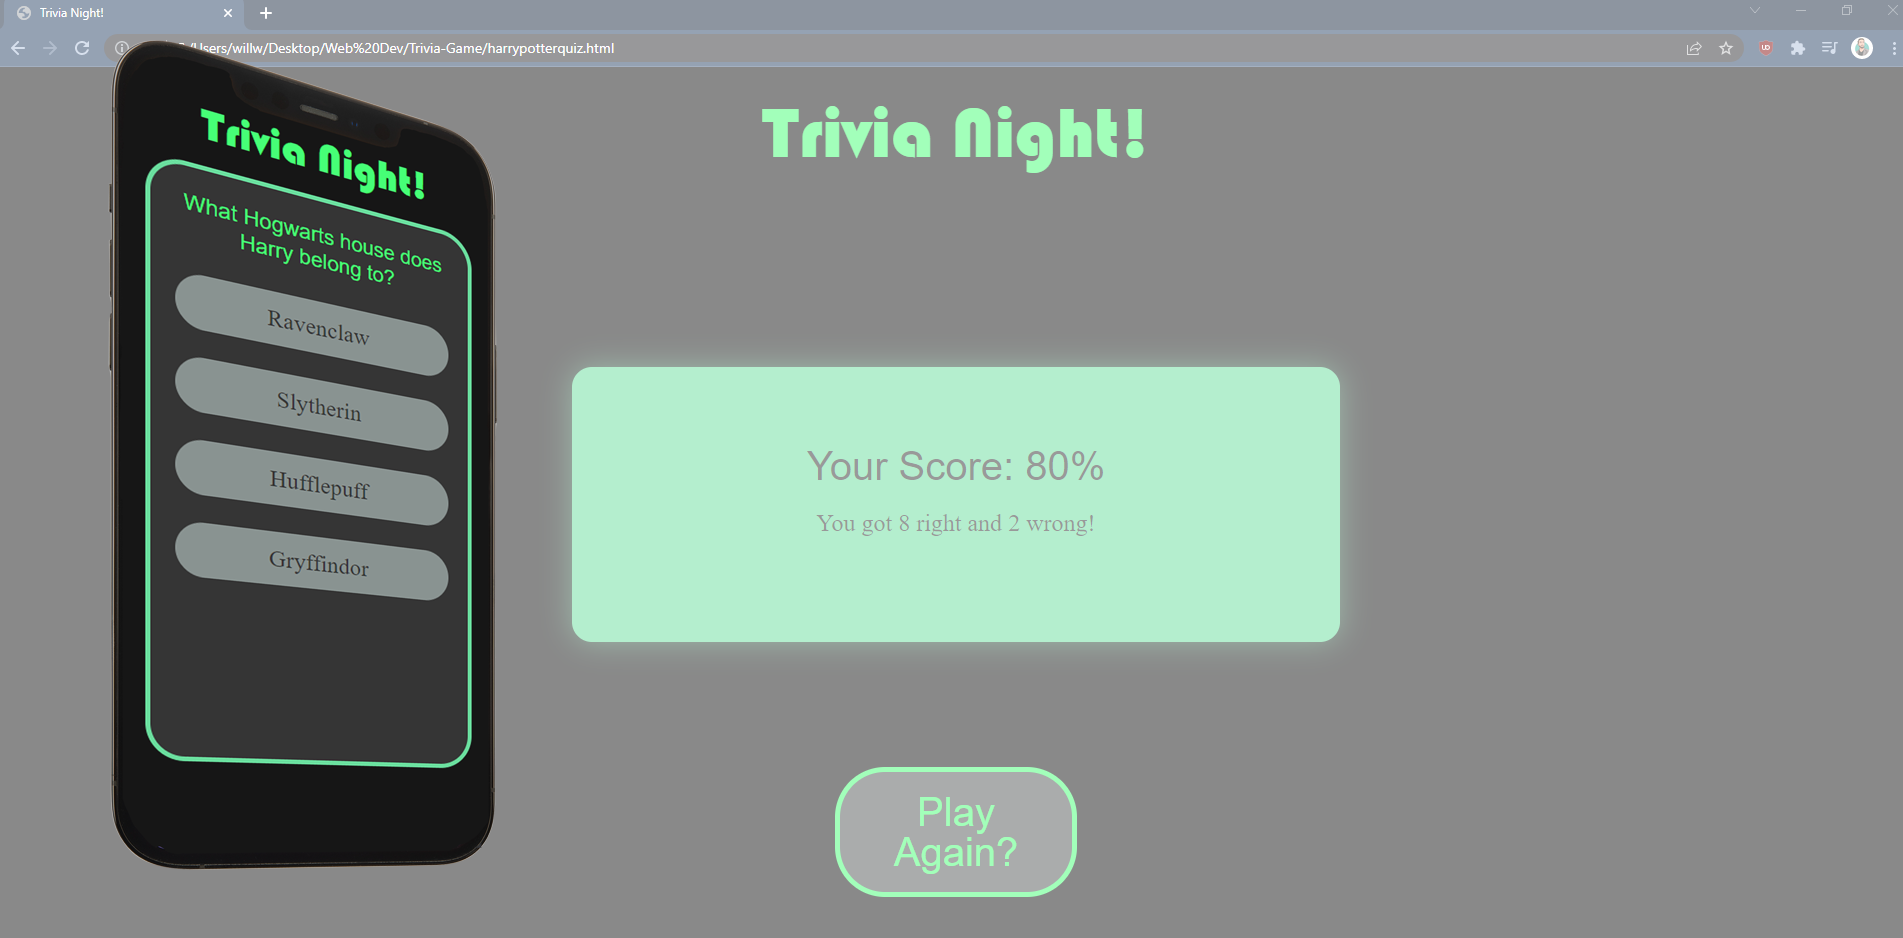 Trivia Night!
/Users/willw/Desktop/Web%20Dev/Trivia-Game/harrypotterquiz.html
Trivia Night!
What Hogwarts house does
Harry belong to?
Ravenclaw
Slytherin
Hufflepuff
Gryffindor
Trivia Night!
Your Score: 80%
You got 8 right and 2 wrong!
Play
Again?